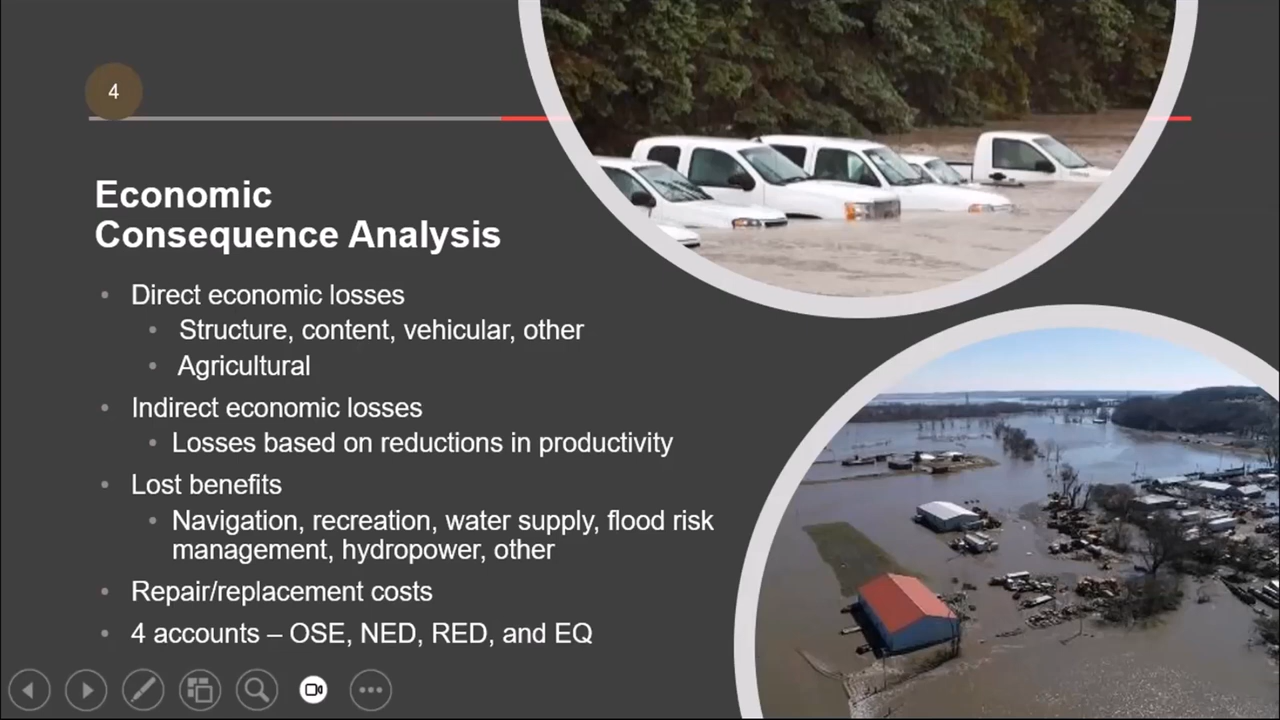 4
Economic
Consequence Analysis
• Direct economic losses
• Structure, content, vehicular, other
• Agricultural
• Indirect economic losses
• Losses based on reductions in productivity
• Lost benefits
• Navigation, recreation, water supply, flood risk
management, hydropower, other
• Repair/replacement costs
• 4 accounts – OSE, NED, RED, and EQ